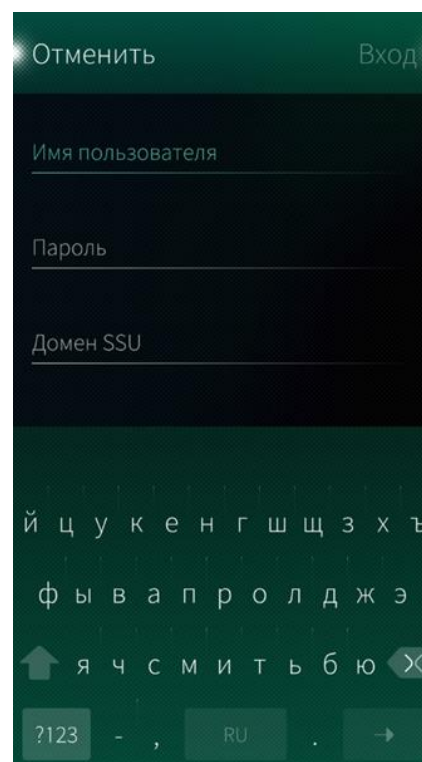 Отменить Вход
Имя пользователя
Пароль
Домен SSU
й ц у к е н г ш щ з х ъ
ф ы в а п р о л д ж э
я ч с м и т ь б ю
?123 - , RU .